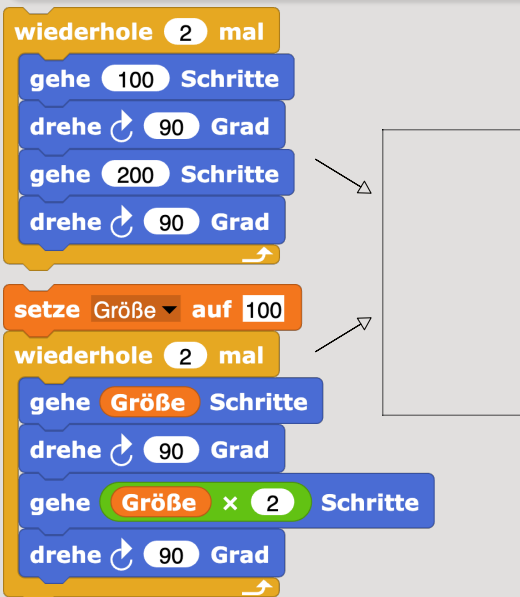 wiederhole 2 mal
gehe 100 Schritte
drehe 90 Grad
gehe 200 Schritte
drehe 90 Grad
setze Größe auf 100
wiederhole 2 mal
gehe Größe Schritte
drehe 90 Grad
gehe Größe × 2 Schritte
drehe 90 Grad